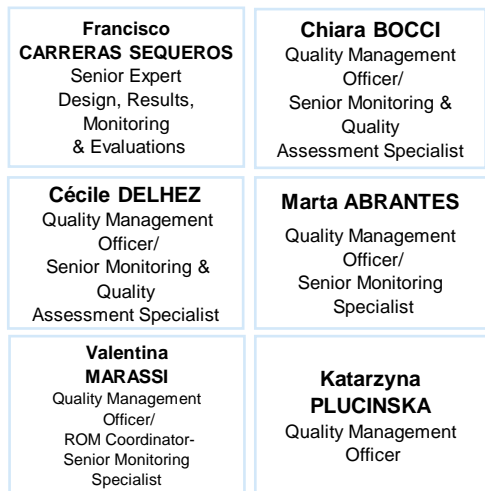 Francisco
CARRERAS SEQUEROS
Senior Expert
Design, Results,
Monitoring
& Evaluations
Chiara BOCCI
Quality Management
Officer/
Senior Monitoring &
Quality
Assessment Specialist
Cécile DELHEZ
Quality Management
Officer/
Senior Monitoring &
Quality
Assessment Specialist
Marta ABRANTES
Quality Management
Officer/
Senior Monitoring
Specialist
Valentina
MARASSI
Quality Management
Officer/
ROM Coordinator-
Senior Monitoring
Specialist
Katarzyna
PLUCINSKA
Quality Management
Officer